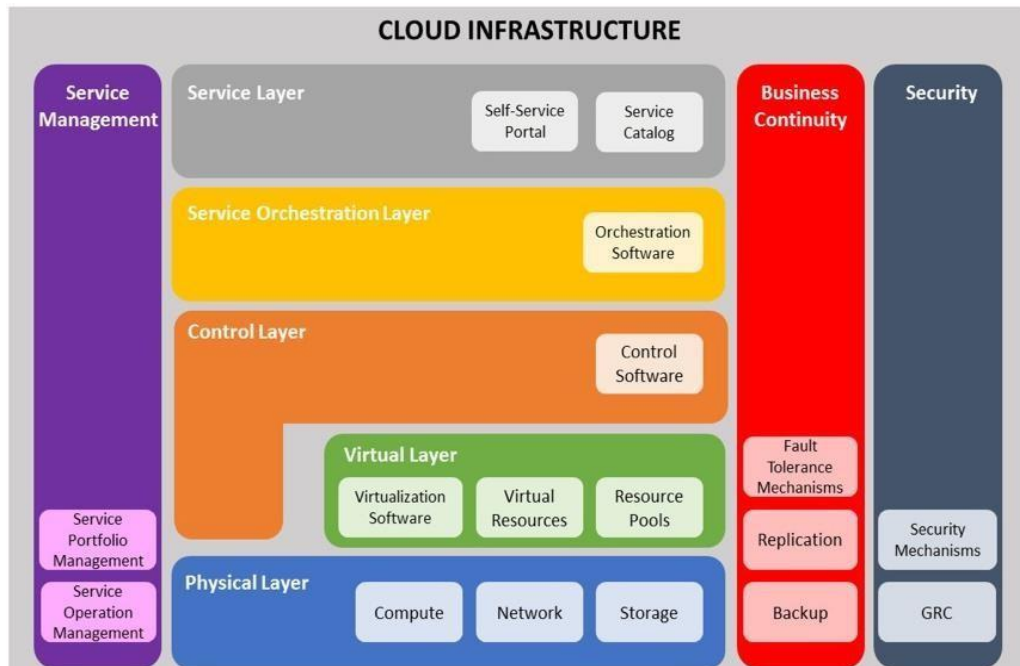 CLOUD INFRASTRUCTURE
Service
Management
Service
Portfolio
Management
Service
Operation
Management
Service Layer
Self-Service
Portal
Service
Catalog
Service Orchestration Layer
Orchestration
Software
Control Layer
Control
Software
Virtual Layer
Virtualization
Software
Virtual
Resources
Resource
Pools
Physical Layer
Compute
Network
Storage
Business
Continuity
Fault
Tolerance
Mechanisms
Replication
Backup
Security
Security
Mechanisms
GRC